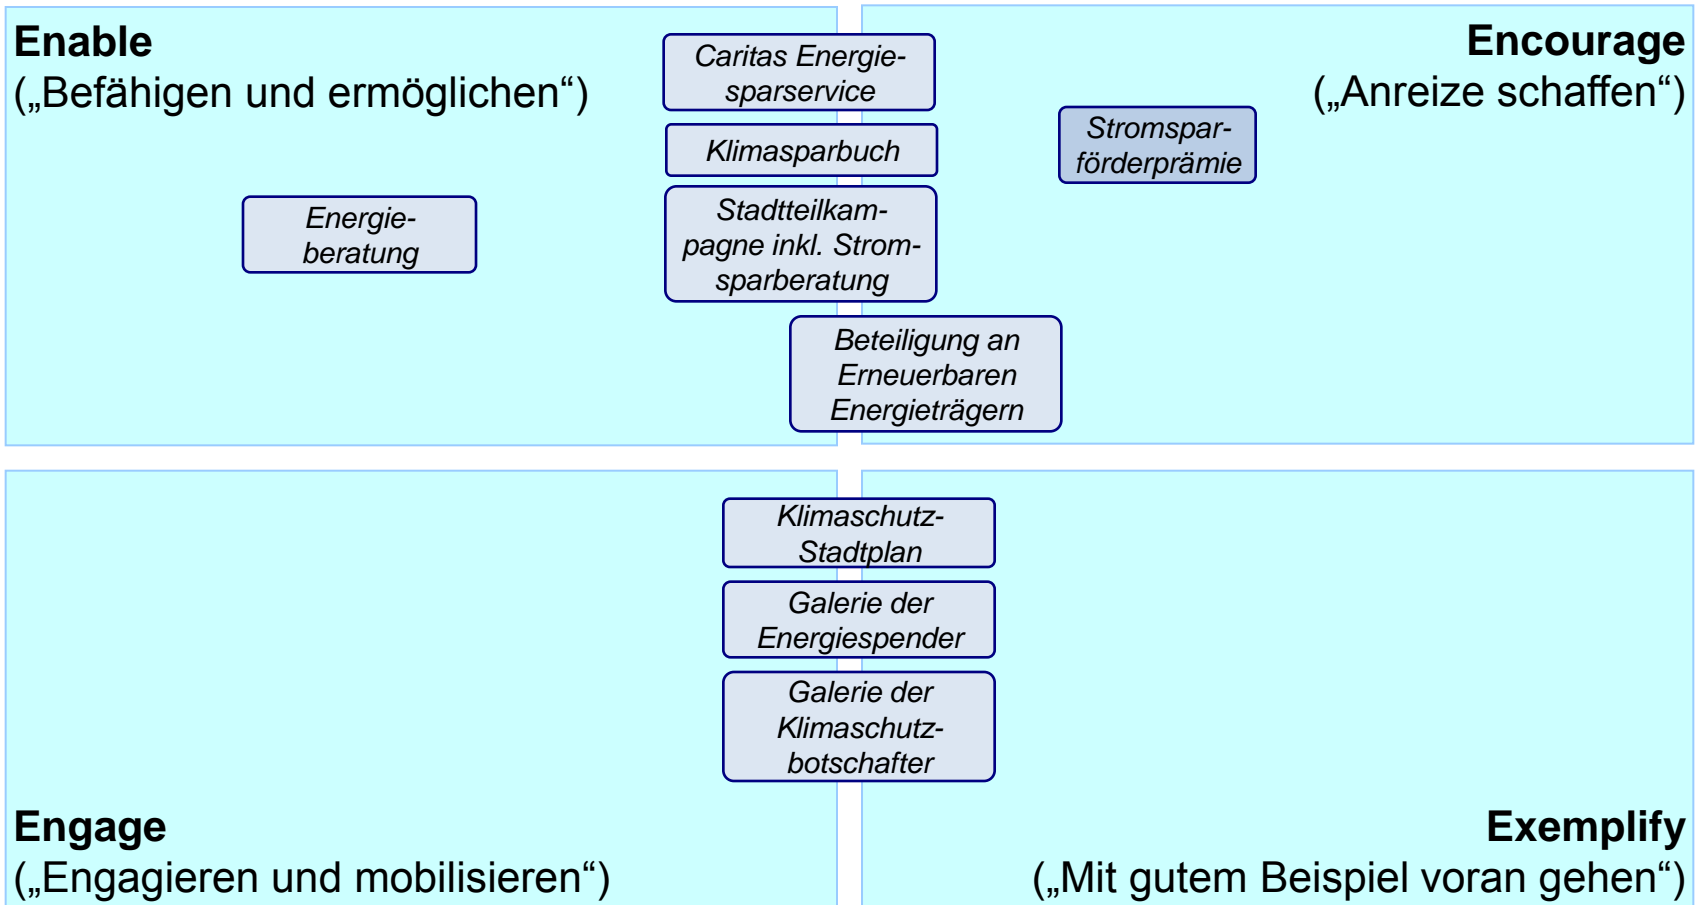 Enable
(„Befähigen und ermöglichen“)
Encourage
(„Anreize schaffen“)
Caritas Energie-
sparservice
Klimasparbuch
Stromspar-
förderprämie
Energie-
beratung
Stadtteilkam-
pagne inkl. Strom-
sparberatung
Beteiligung an
Erneuerbaren
Energieträgern
Klimaschutz-
Stadtplan
Galerie der
Energiespender
Galerie der
Klimaschutz-
botschafter
Engage
(„Engagieren und mobilisieren“)
Exemplify
(„Mit gutem Beispiel voran gehen“)